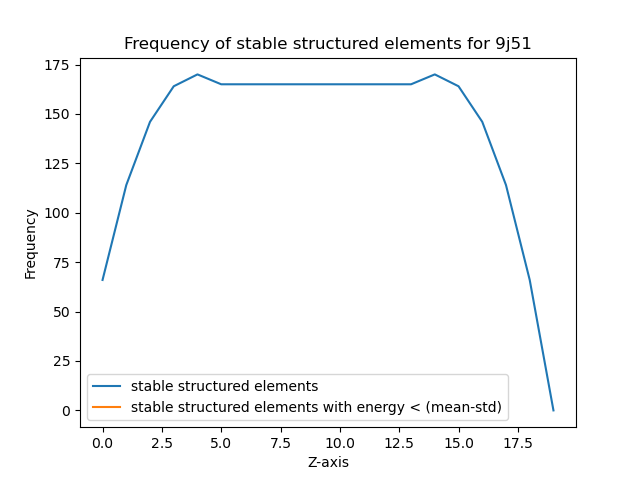 Frequency of stable structured elements for 9j51
175
150
125
100
75
50
25
0
Frequency
stable structured elements
stable structured elements with energy < (mean-std)
0.0 2.5 5.0 7.5 10.0 12.5 15.0 17.5
Z-axis